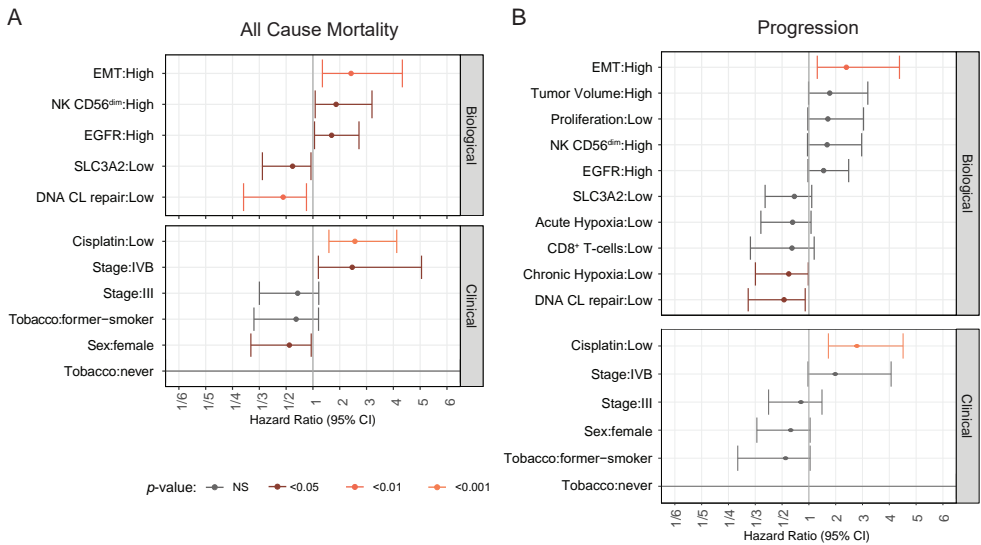 A
All Cause Mortality
EMT:High
NK CD56dim:High
EGFR:High
SLC3A2:Low
DNA CL repair:Low
Biological
Cisplatin:Low
Stage:IVB
Stage:III
Tobacco:former−smoker
Sex:female
Tobacco:never
Clinical
1/6 1/5 1/4 1/3 1/2 1 2 3 4 5 6
Hazard Ratio (95% CI)
p-value: NS <0.05 <0.01 <0.001
B
Progression
EMT:High
Tumor Volume:High
Proliferation:Low
NK CD56dim:High
EGFR:High
SLC3A2:Low
Acute Hypoxia:Low
CD8+ T-cells:Low
Chronic Hypoxia:Low
DNA CL repair:Low
Biological
Cisplatin:Low
Stage:IVB
Stage:III
Sex:female
Tobacco:former−smoker
Tobacco:never
Clinical
1/6 1/5 1/4 1/3 1/2 1 2 3 4 5 6
Hazard Ratio (95% CI)